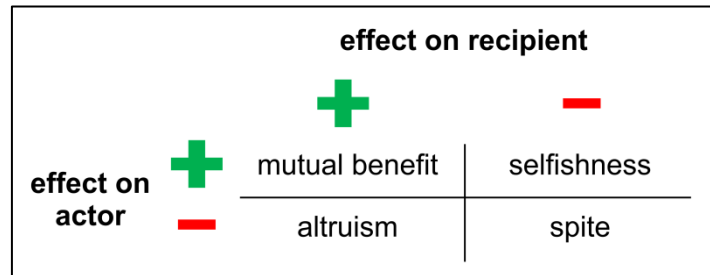 effect on recipient
mutual benefit selfishness
effect on
actor
altruism spite